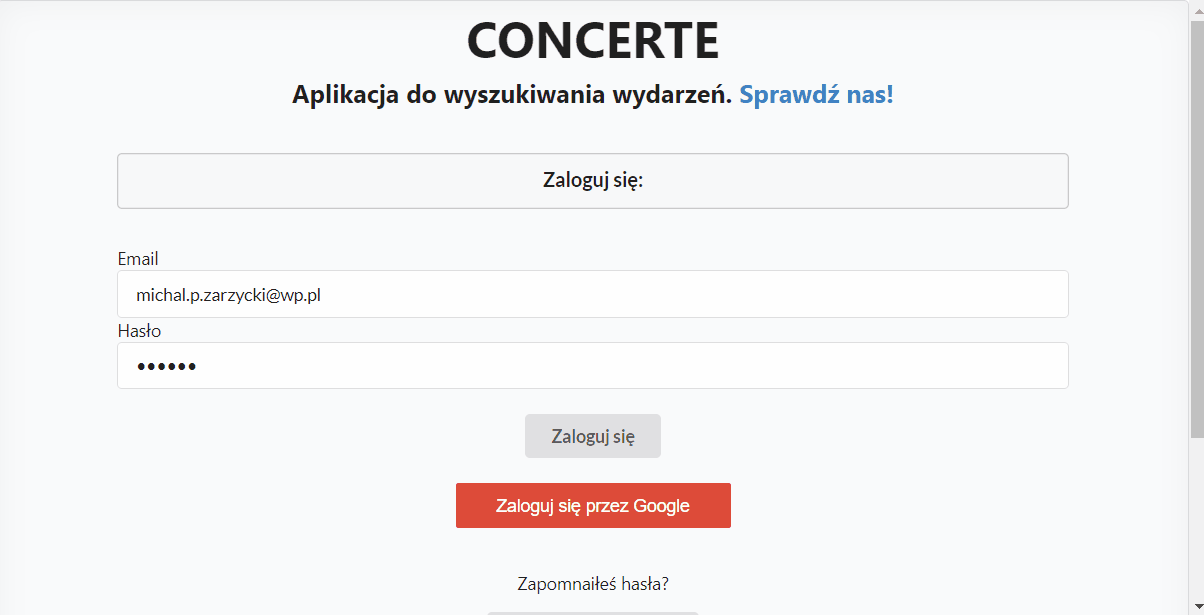 CONCERTE
Aplikacja do wyszukiwania wydarzeń. Sprawdź nas!
Zaloguj się:
Email
michal.p.zarzycki@wp.pl
Hasło
••••••
Zaloguj się
Zaloguj się przez Google
Zapomnaiłeś hasła?